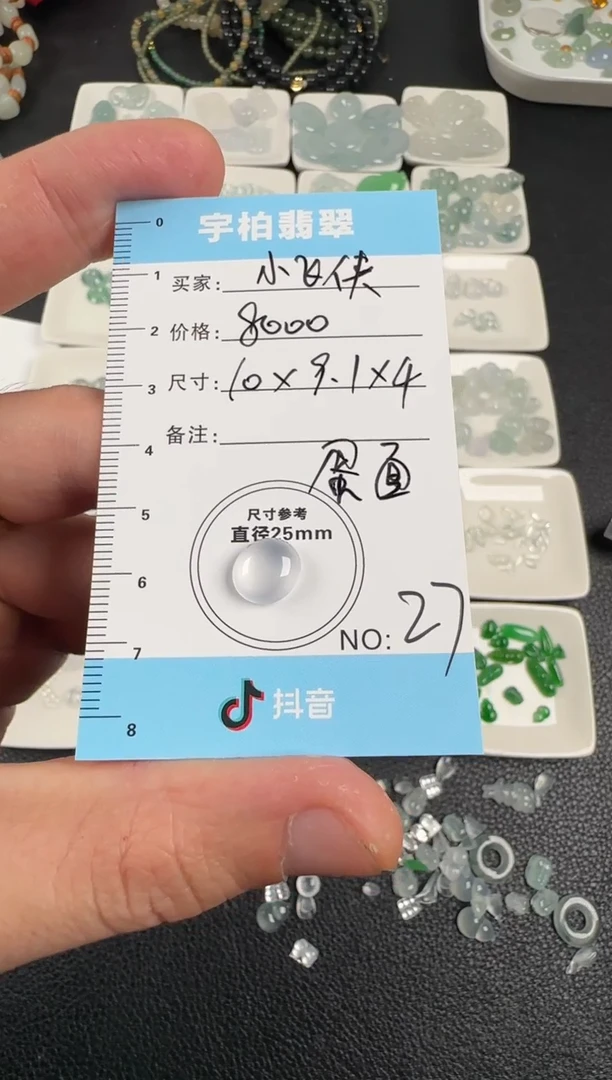 宇柏翡翠
0
1
2
3
4
5
6
7
8
买家: 小飞侠
价格: 8000
尺寸: 10×9.1×4
备注:
蛋面
尺寸参考
直径25mm
NO: 27
抖音